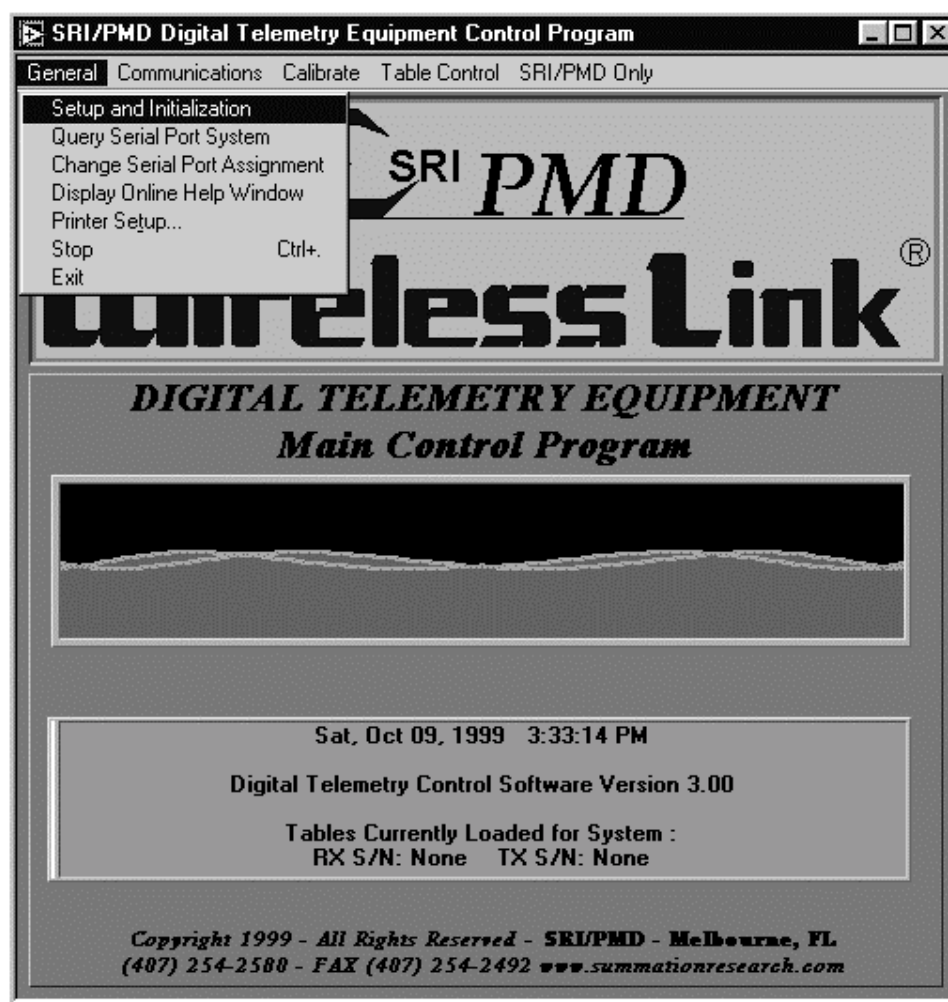 SRI/PMD Digital Telemetry Equipment Control Program
General Communications Calibrate Table Control SRI/PMD Only
Setup and Initialization
Query Serial Port System
Change Serial Port Assignment
Display Online Help Window
Printer Setup...
Stop Ctrl+.
Exit
SRI PMD
Wireless Link ®
DIGITAL TELEMETRY EQUIPMENT
Main Control Program
Sat, Oct 09, 1999 3:33:14 PM
Digital Telemetry Control Software Version 3.00
Tables Currently Loaded for System :
RX S/N: None TX S/N: None
Copyright 1999 - All Rights Reserved - SRI/PMD - Melbourne, FL
(407) 254-2580 - FAX (407) 254-2492 www.summationresearch.com